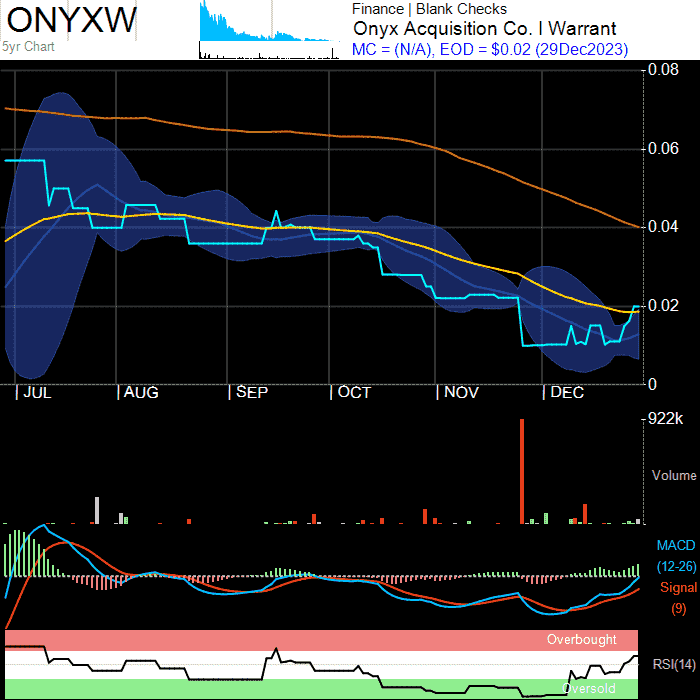 ONYXW
5yr Chart
Finance | Blank Checks
Onyx Acquisition Co. I Warrant
MC = (N/A), EOD = $0.02 (29Dec2023)
0.08
0.06
0.04
0.02
0
JUL
AUG
SEP
OCT
NOV
DEC
922k
Volume
MACD
(12-26)
Signal
(9)
Overbought
RSI(14)
Oversold